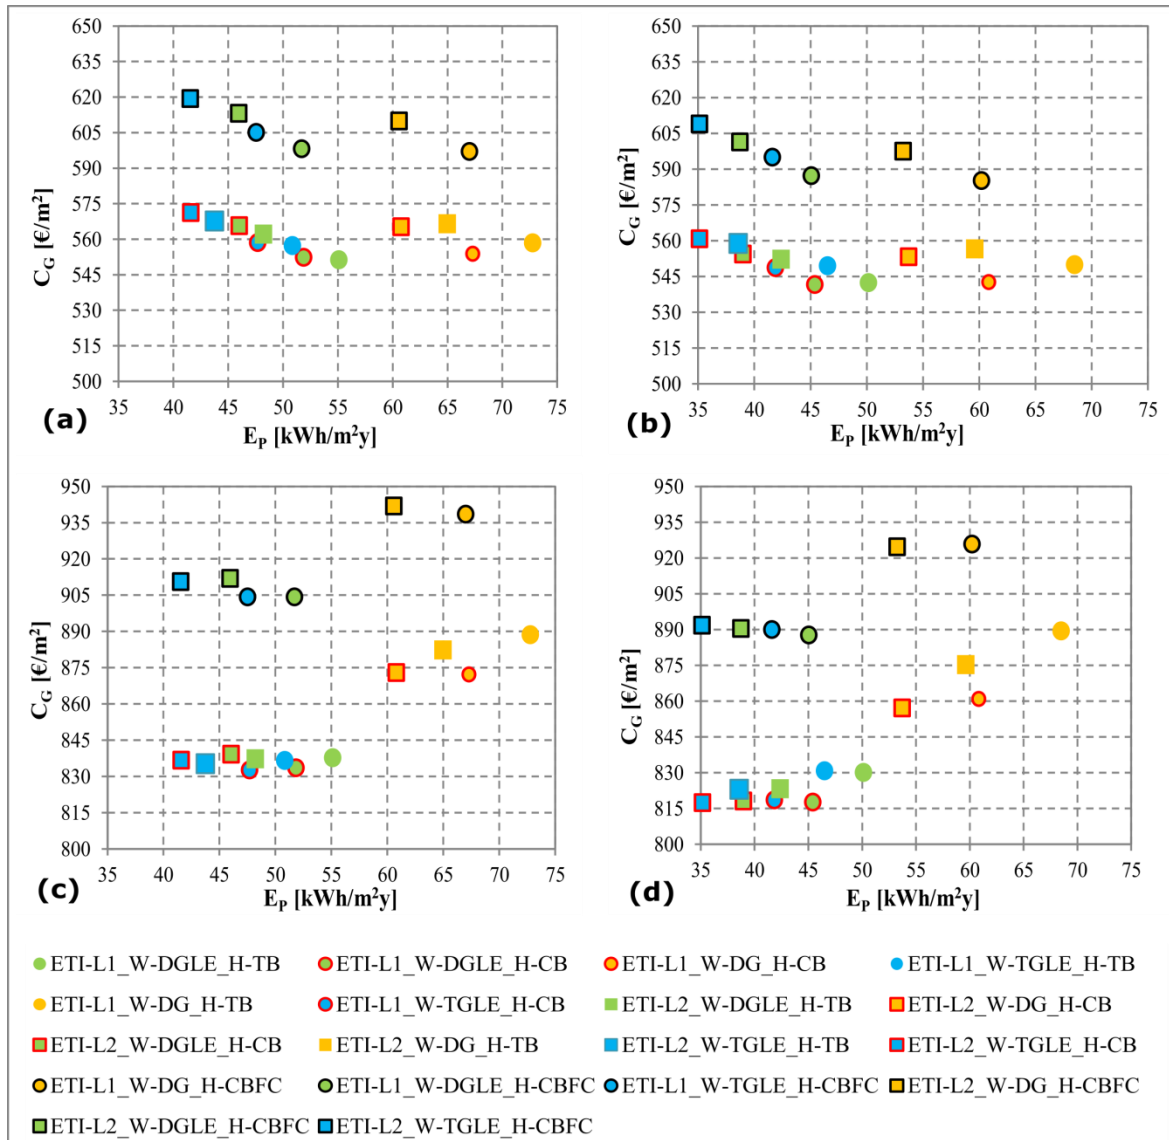 650
635
620
605
590
575
560
545
530
515
500
C_G [€/m²]
35 40 45 50 55 60 65 70 75
(a)
E_P [kWh/m²y]
650
635
620
605
590
575
560
545
530
515
500
C_G [€/m²]
35 40 45 50 55 60 65 70 75
(b)
E_P [kWh/m²y]
950
935
920
905
890
875
860
845
830
815
800
C_G [€/m²]
35 40 45 50 55 60 65 70 75
(c)
E_P [kWh/m²y]
950
935
920
905
890
875
860
845
830
815
800
C_G [€/m²]
35 40 45 50 55 60 65 70 75
(d)
E_P [kWh/m²y]
ETI-L1_W-DGLE_H-TB ETI-L1_W-DGLE_H-CB ETI-L1_W-DG_H-CB ETI-L1_W-TGLE_H-TB
ETI-L1_W-DG_H-TB ETI-L1_W-TGLE_H-CB ETI-L2_W-DGLE_H-TB ETI-L2_W-DG_H-CB
ETI-L2_W-DGLE_H-CB ETI-L2_W-DG_H-TB ETI-L2_W-TGLE_H-TB ETI-L2_W-TGLE_H-CB
ETI-L1_W-DG_H-CBFC ETI-L1_W-DGLE_H-CBFC ETI-L1_W-TGLE_H-CBFC ETI-L2_W-DG_H-CBFC
ETI-L2_W-DGLE_H-CBFC ETI-L2_W-TGLE_H-CBFC